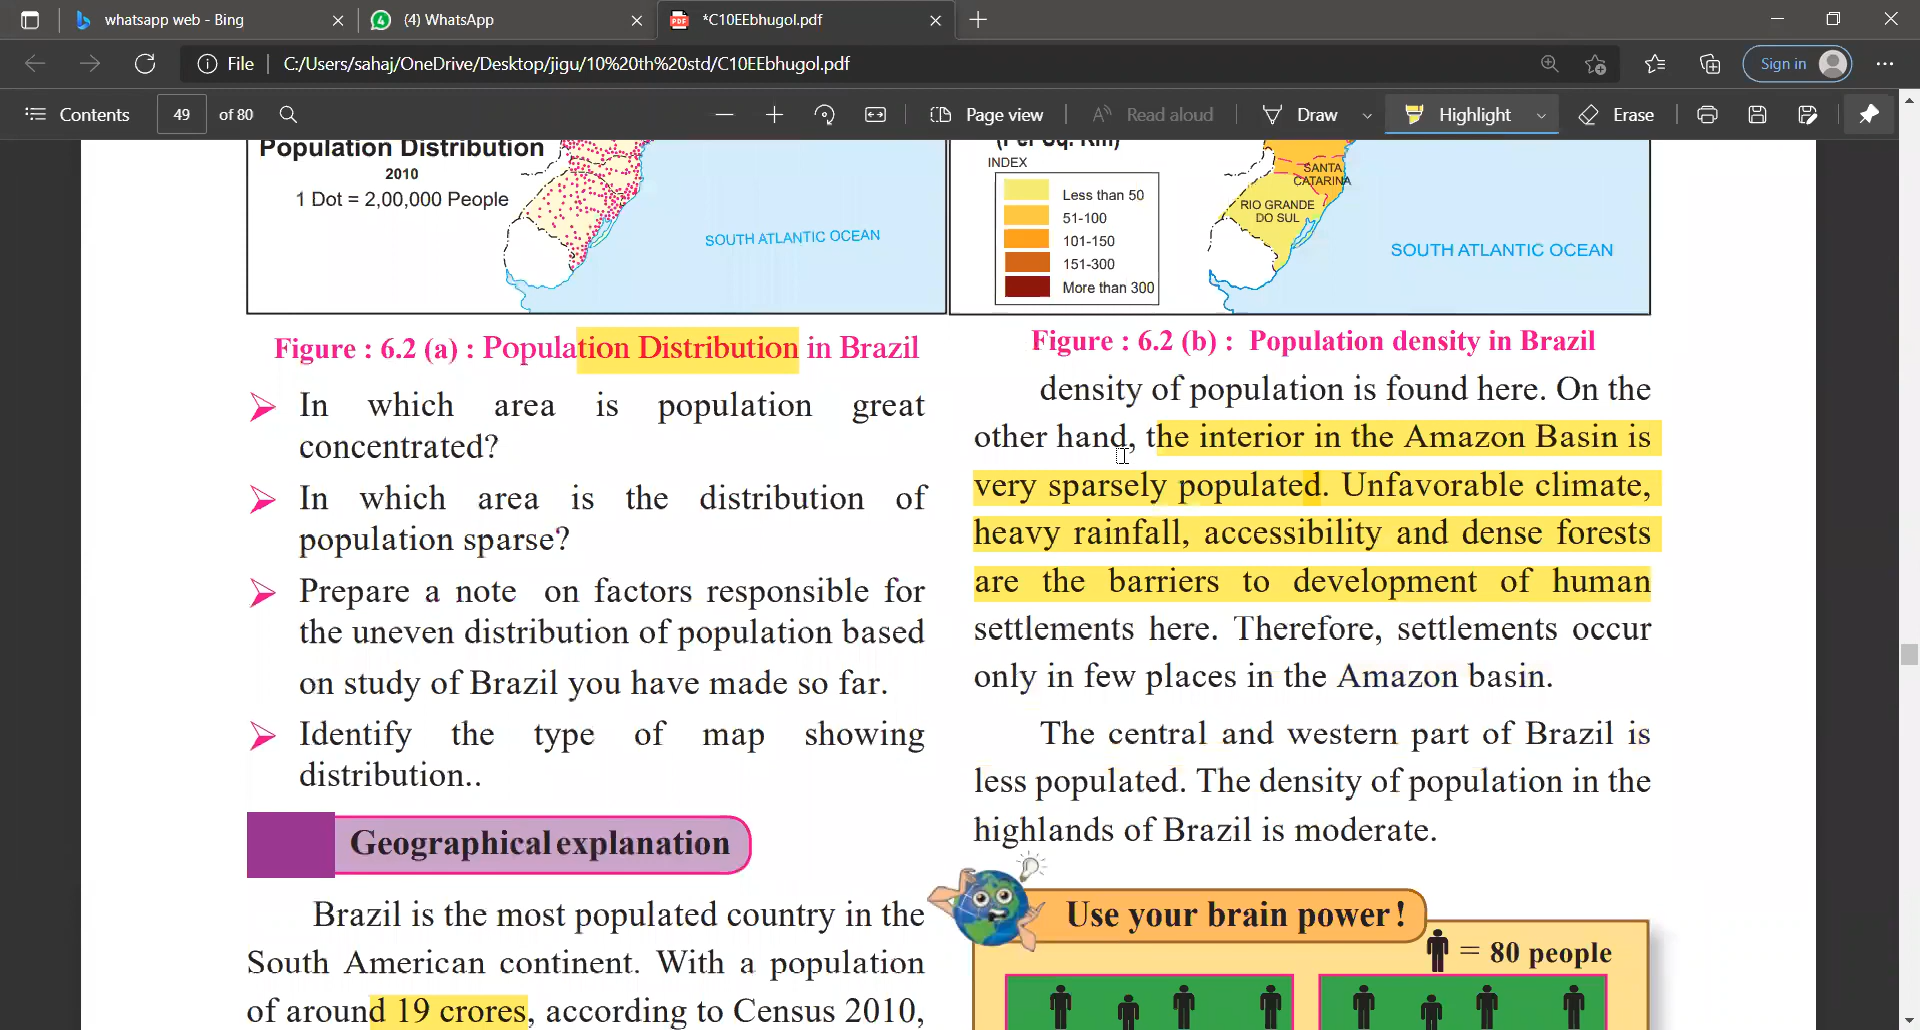 whatsapp web - Bing
(4) WhatsApp
*C10EEbhugol.pdf
File
C:/Users/sahaj/OneDrive/Desktop/jigu/10%20th%20std/C10EEbhugol.pdf
Sign in
Contents
49
of 80
Page view
Read aloud
Draw
Highlight
Erase
Population Distribution
2010
1 Dot = 2,00,000 People
SOUTH ATLANTIC OCEAN
(Per Sq. Km)
INDEX
Less than 50
51-100
101-150
151-300
More than 300
SANTA
CATARINA
RIO GRANDE
DO SUL
SOUTH ATLANTIC OCEAN
Figure : 6.2 (a) : Population Distribution in Brazil
In which area is population great
concentrated?
In which area is the distribution of
population sparse?
Prepare a note on factors responsible for
the uneven distribution of population based
on study of Brazil you have made so far.
Identify the type of map showing
distribution..
Geographical explanation
Brazil is the most populated country in the
South American continent. With a population
of around 19 crores, according to Census 2010,
Figure : 6.2 (b) : Population density in Brazil
density of population is found here. On the
other hand, the interior in the Amazon Basin is
very sparsely populated. Unfavorable climate,
heavy rainfall, accessibility and dense forests
are the barriers to development of human
settlements here. Therefore, settlements occur
only in few places in the Amazon basin.
The central and western part of Brazil is
less populated. The density of population in the
highlands of Brazil is moderate.
Use your brain power!
= 80 people